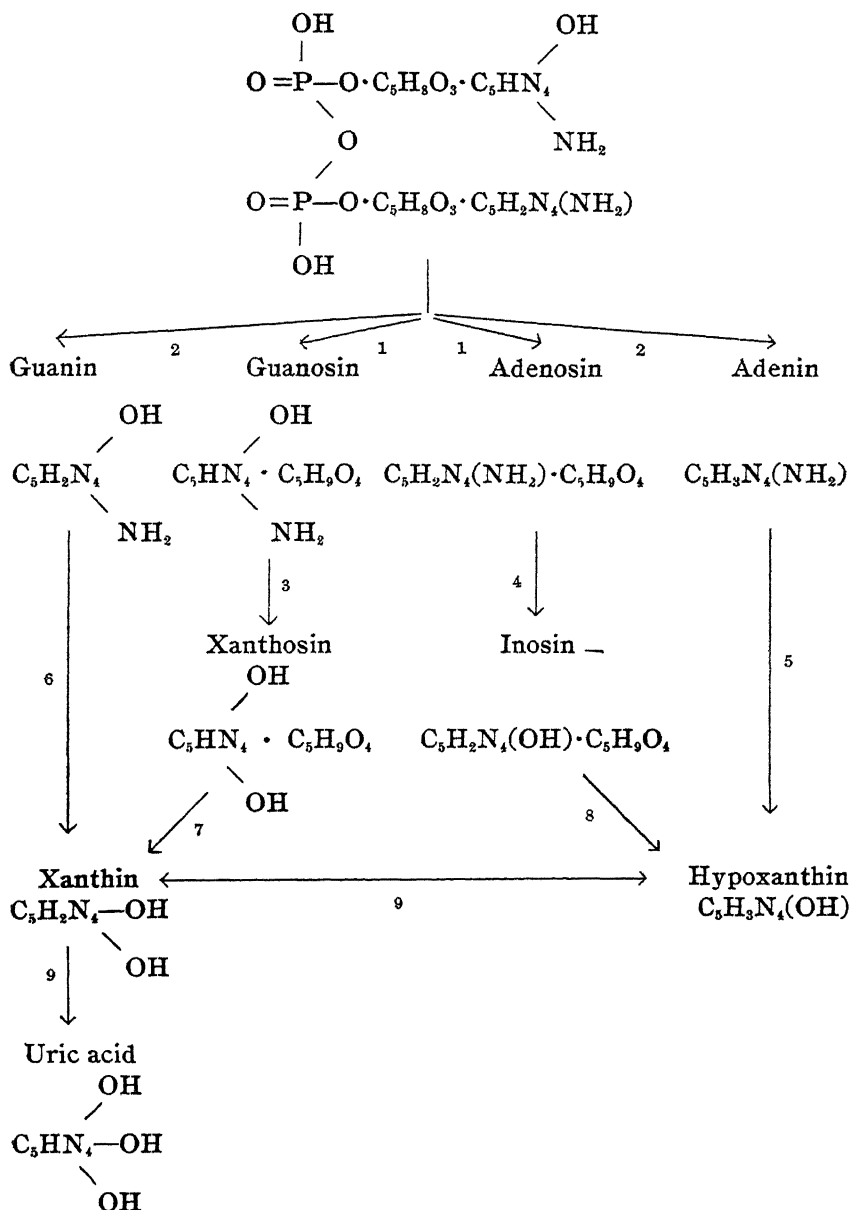 OH OH
O=P—O·C₅H₈O₃·C₅HN₄
O NH₂
O=P—O·C₅H₈O₃·C₅H₂N₄(NH₂)
OH
2 1 1 2
Guanin Guanosin Adenosin Adenin
OH OH
C₅H₂N₄ C₅HN₄·C₅H₉O₄ C₅H₂N₄(NH₂)·C₅H₉O₄ C₅H₃N₄(NH₂)
NH₂ NH₂
3 4
Xanthosin Inosin
OH
6 5
C₅HN₄·C₅H₉O₄ C₅H₂N₄(OH)·C₅H₉O₄
OH
7 8
Xanthin Hypoxanthin
9
C₅H₂N₄—OH C₅H₃N₄(OH)
OH
9
Uric acid
OH
C₅HN₄—OH
OH